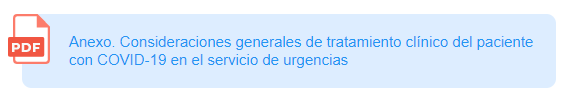 PDF
Anexo. Consideraciones generales de tratamiento clínico del paciente
con COVID-19 en el servicio de urgencias